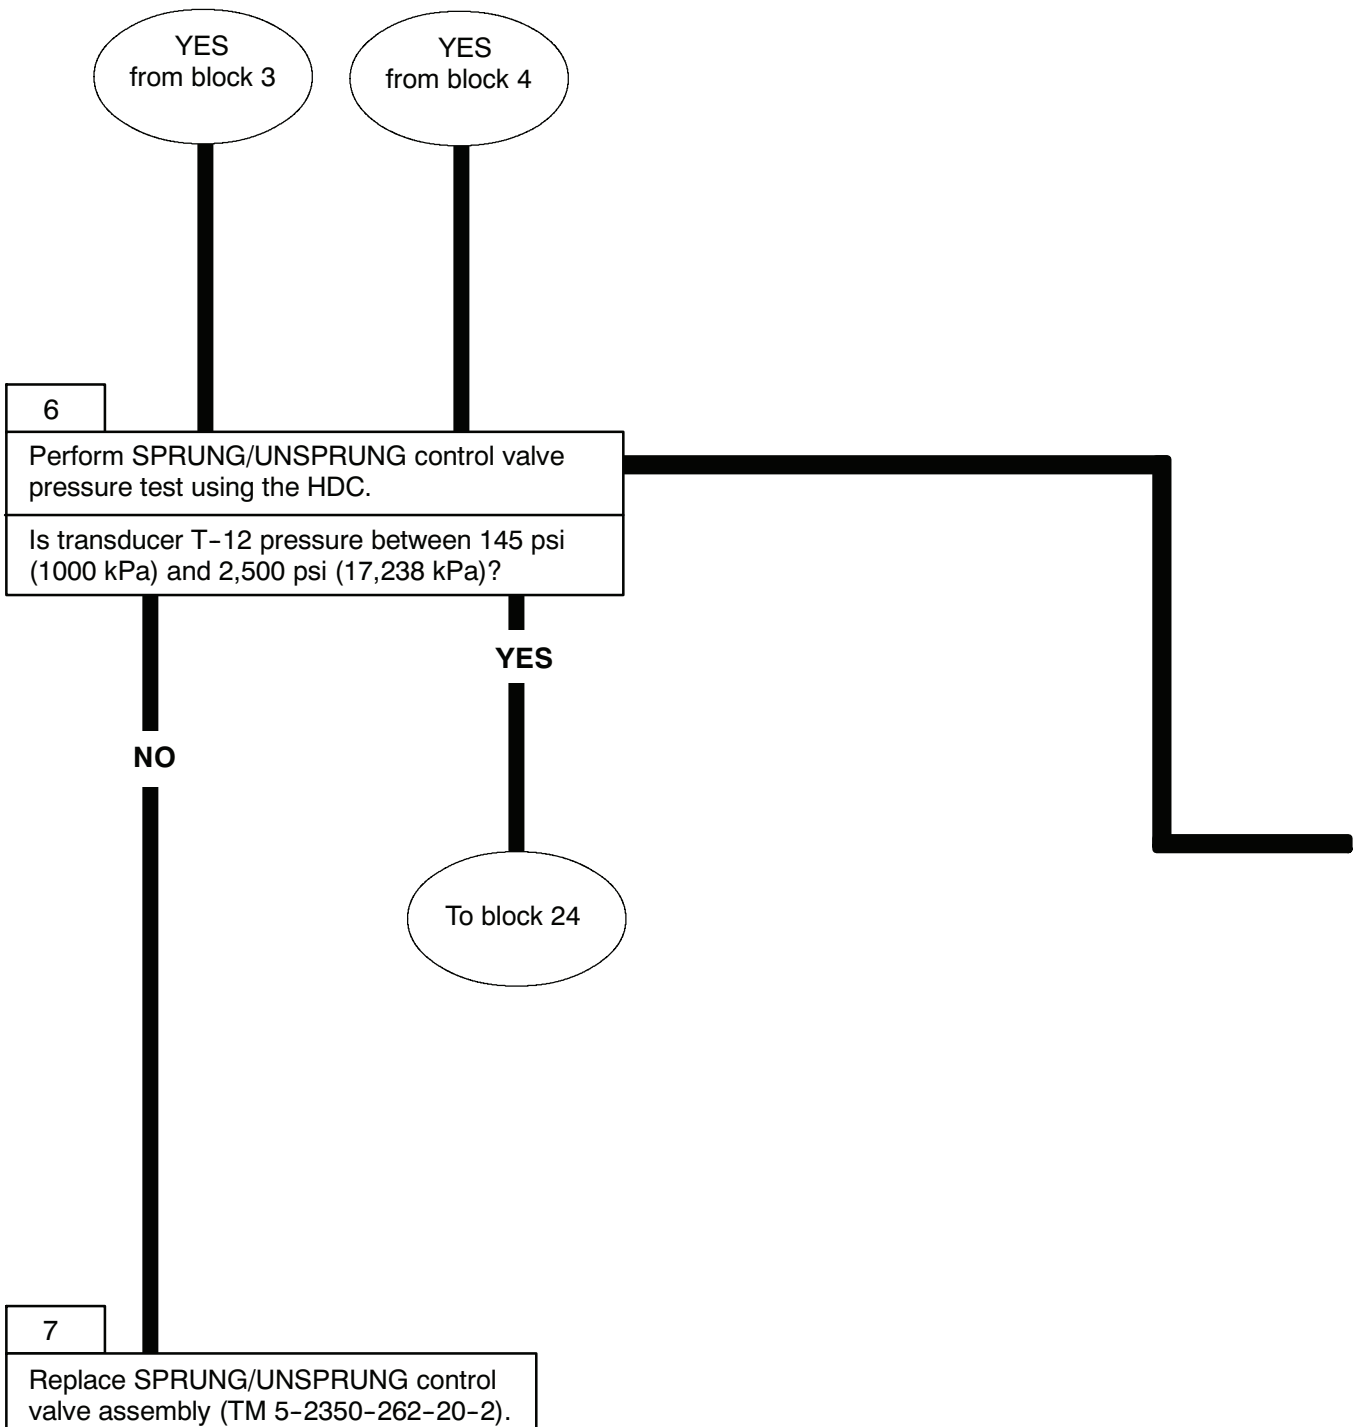 YES
from block 3
YES
from block 4
6
Perform SPRUNG/UNSPRUNG control valve
pressure test using the HDC.
Is transducer T-12 pressure between 145 psi
(1000 kPa) and 2,500 psi (17,238 kPa)?
YES
NO
To block 24
7
Replace SPRUNG/UNSPRUNG control
valve assembly (TM 5-2350-262-20-2).